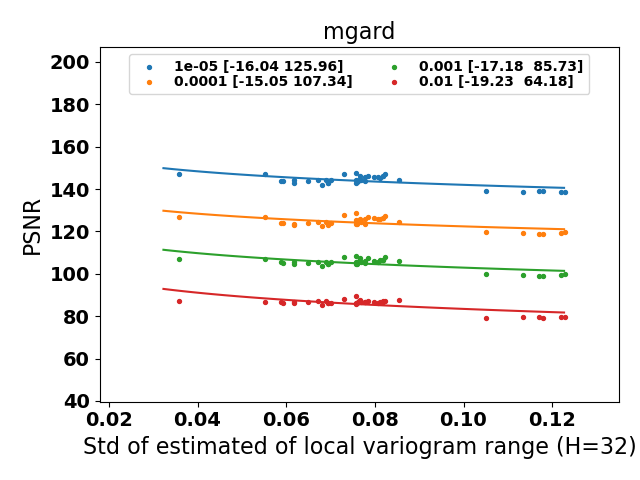 mgard
1e-05 [-16.04 125.96]
0.0001 [-15.05 107.34]
0.001 [-17.18  85.73]
0.01 [-19.23  64.18]
PSNR
200
180
160
140
120
100
80
60
40
0.02 0.04 0.06 0.08 0.10 0.12
Std of estimated of local variogram range (H=32)